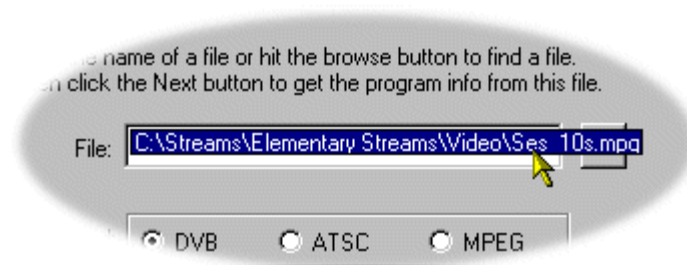 name of a file or hit the browse button to find a file.
click the Next button to get the program info from this file.
File: C:\Streams\Elementary Streams\Video\Ses_10s.mpg
DVB ATSC MPEG